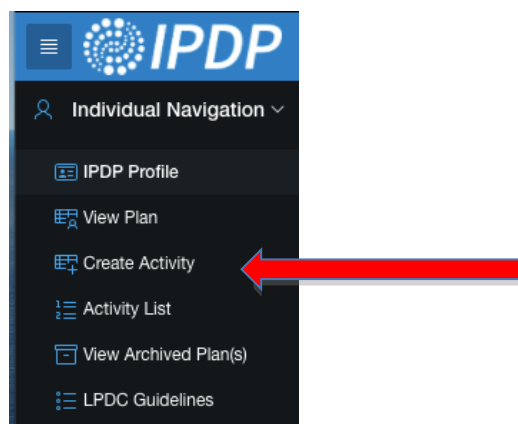 IPDP
Individual Navigation
IPDP Profile
View Plan
Create Activity
Activity List
View Archived Plan(s)
LPDC Guidelines